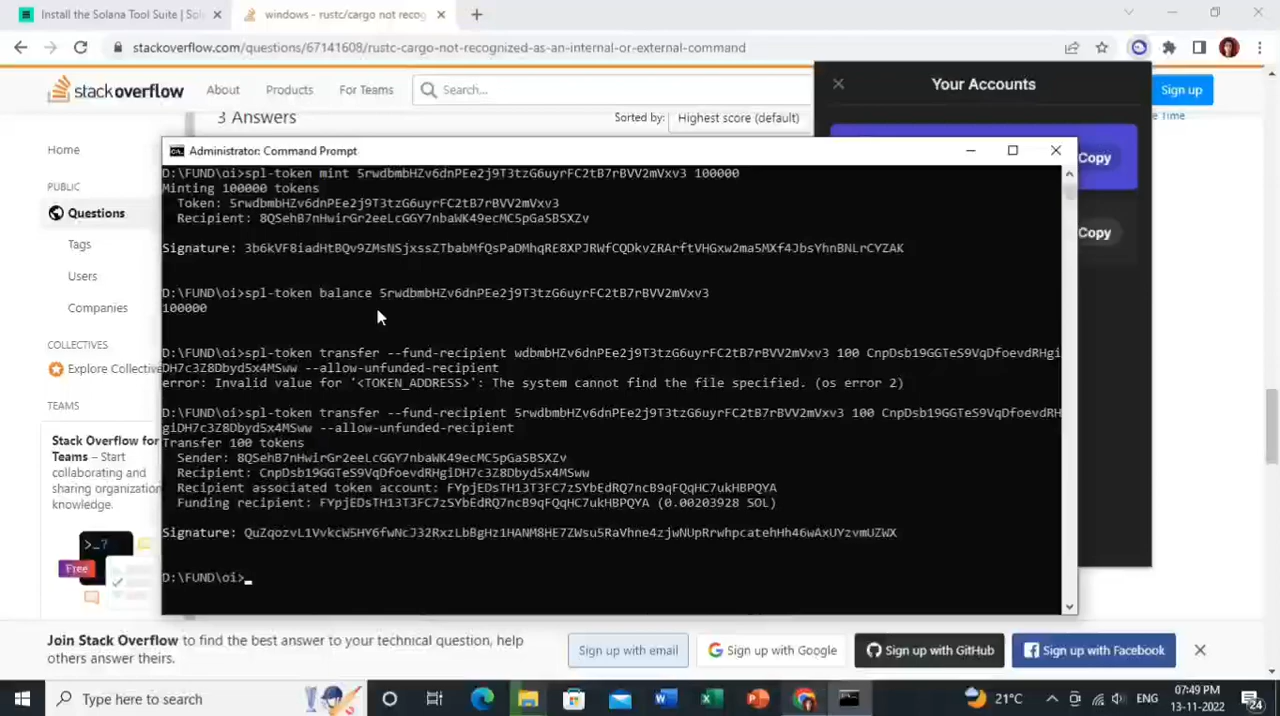 Install the Solana Tool Suite | Sol
windows - rustc/cargo not recog
stackoverflow.com/questions/67141608/rustc-cargo-not-recognized-as-an-internal-or-external-command
stackoverflow
About
Products
For Teams
Search...
Sign up
Your Accounts
Copy
Copy
e Time
3 Answers
Sorted by:
Highest score (default)
Home
PUBLIC
Questions
Tags
Users
Companies
COLLECTIVES
Explore Collective
TEAMS
Stack Overflow for
Teams – Start
collaborating and
sharing organization
knowledge.
>_?
Free
Administrator: Command Prompt
D:\FUND\oi>spl-token mint 5rwdbmbHZv6dnPEe2j9T3tzG6uyrFC2tB7rBVV2mVxv3 100000
Minting 100000 tokens
Token: 5rwdbmbHZv6dnPEe2j9T3tzG6uyrFC2tB7rBVV2mVxv3
Recipient: 8QSehB7nHwirGr2eeLcGGY7nbaWK49ecMC5pGaSBSXZv
Signature: 3b6kVF8iadHtBQv9ZMsNSjxssZTbabMfQsPaDMhqRE8XPJRWfCQDkvZRArftVHGxw2ma5MXf4JbsYhnBNLrCYZAK
D:\FUND\oi>spl-token balance 5rwdbmbHZv6dnPEe2j9T3tzG6uyrFC2tB7rBVV2mVxv3
100000
D:\FUND\oi>spl-token transfer --fund-recipient wdbmbHZv6dnPEe2j9T3tzG6uyrFC2tB7rBVV2mVxv3 100 CnpDsb19GGTeS9VqDfoevdRHgi
DH7c3Z8Dbyd5x4MSww --allow-unfunded-recipient
error: Invalid value for '<TOKEN_ADDRESS>': The system cannot find the file specified. (os error 2)
D:\FUND\oi>spl-token transfer --fund-recipient 5rwdbmbHZv6dnPEe2j9T3tzG6uyrFC2tB7rBVV2mVxv3 100 CnpDsb19GGTeS9VqDfoevdRH
giDH7c3Z8Dbyd5x4MSww --allow-unfunded-recipient
Transfer 100 tokens
Sender: 8QSehB7nHwirGr2eeLcGGY7nbaWK49ecMC5pGaSBSXZv
Recipient: CnpDsb19GGTeS9VqDfoevdRHgiDH7c3Z8Dbyd5x4MSww
Recipient associated token account: FYpjEDsTH13T3FC7zSYbEdRQ7ncB9qFQqHC7ukHBPQYA
Funding recipient: FYpjEDsTH13T3FC7zSYbEdRQ7ncB9qFQqHC7ukHBPQYA (0.00203928 SOL)
Signature: QuZqozvL1VvkcW5HY6fwNcJ32RxzLbBgHz1HANM8HE7ZWsu5RaVhne4zjwNUpRrwhpcatehHh46wAxUYzvmUZWX
D:\FUND\oi>
Join Stack Overflow to find the best answer to your technical question, help
others answer theirs.
Sign up with email
Sign up with Google
Sign up with GitHub
Sign up with Facebook
Type here to search
21°C
ENG
07:49 PM
13-11-2022
24